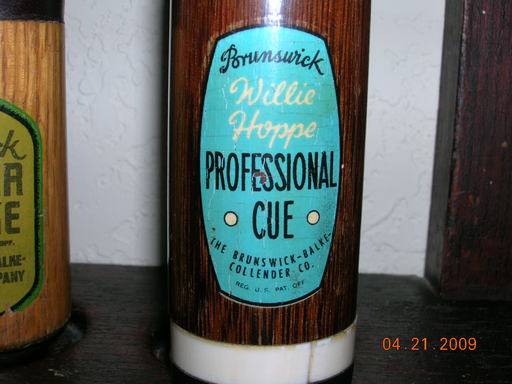 Brunswick
Willie
Hoppe
PROFESSIONAL
CUE
THE BRUNSWICK-BALKE-
COLLENDER CO.
REG. U.S. PAT. OFF.
04.21.2009